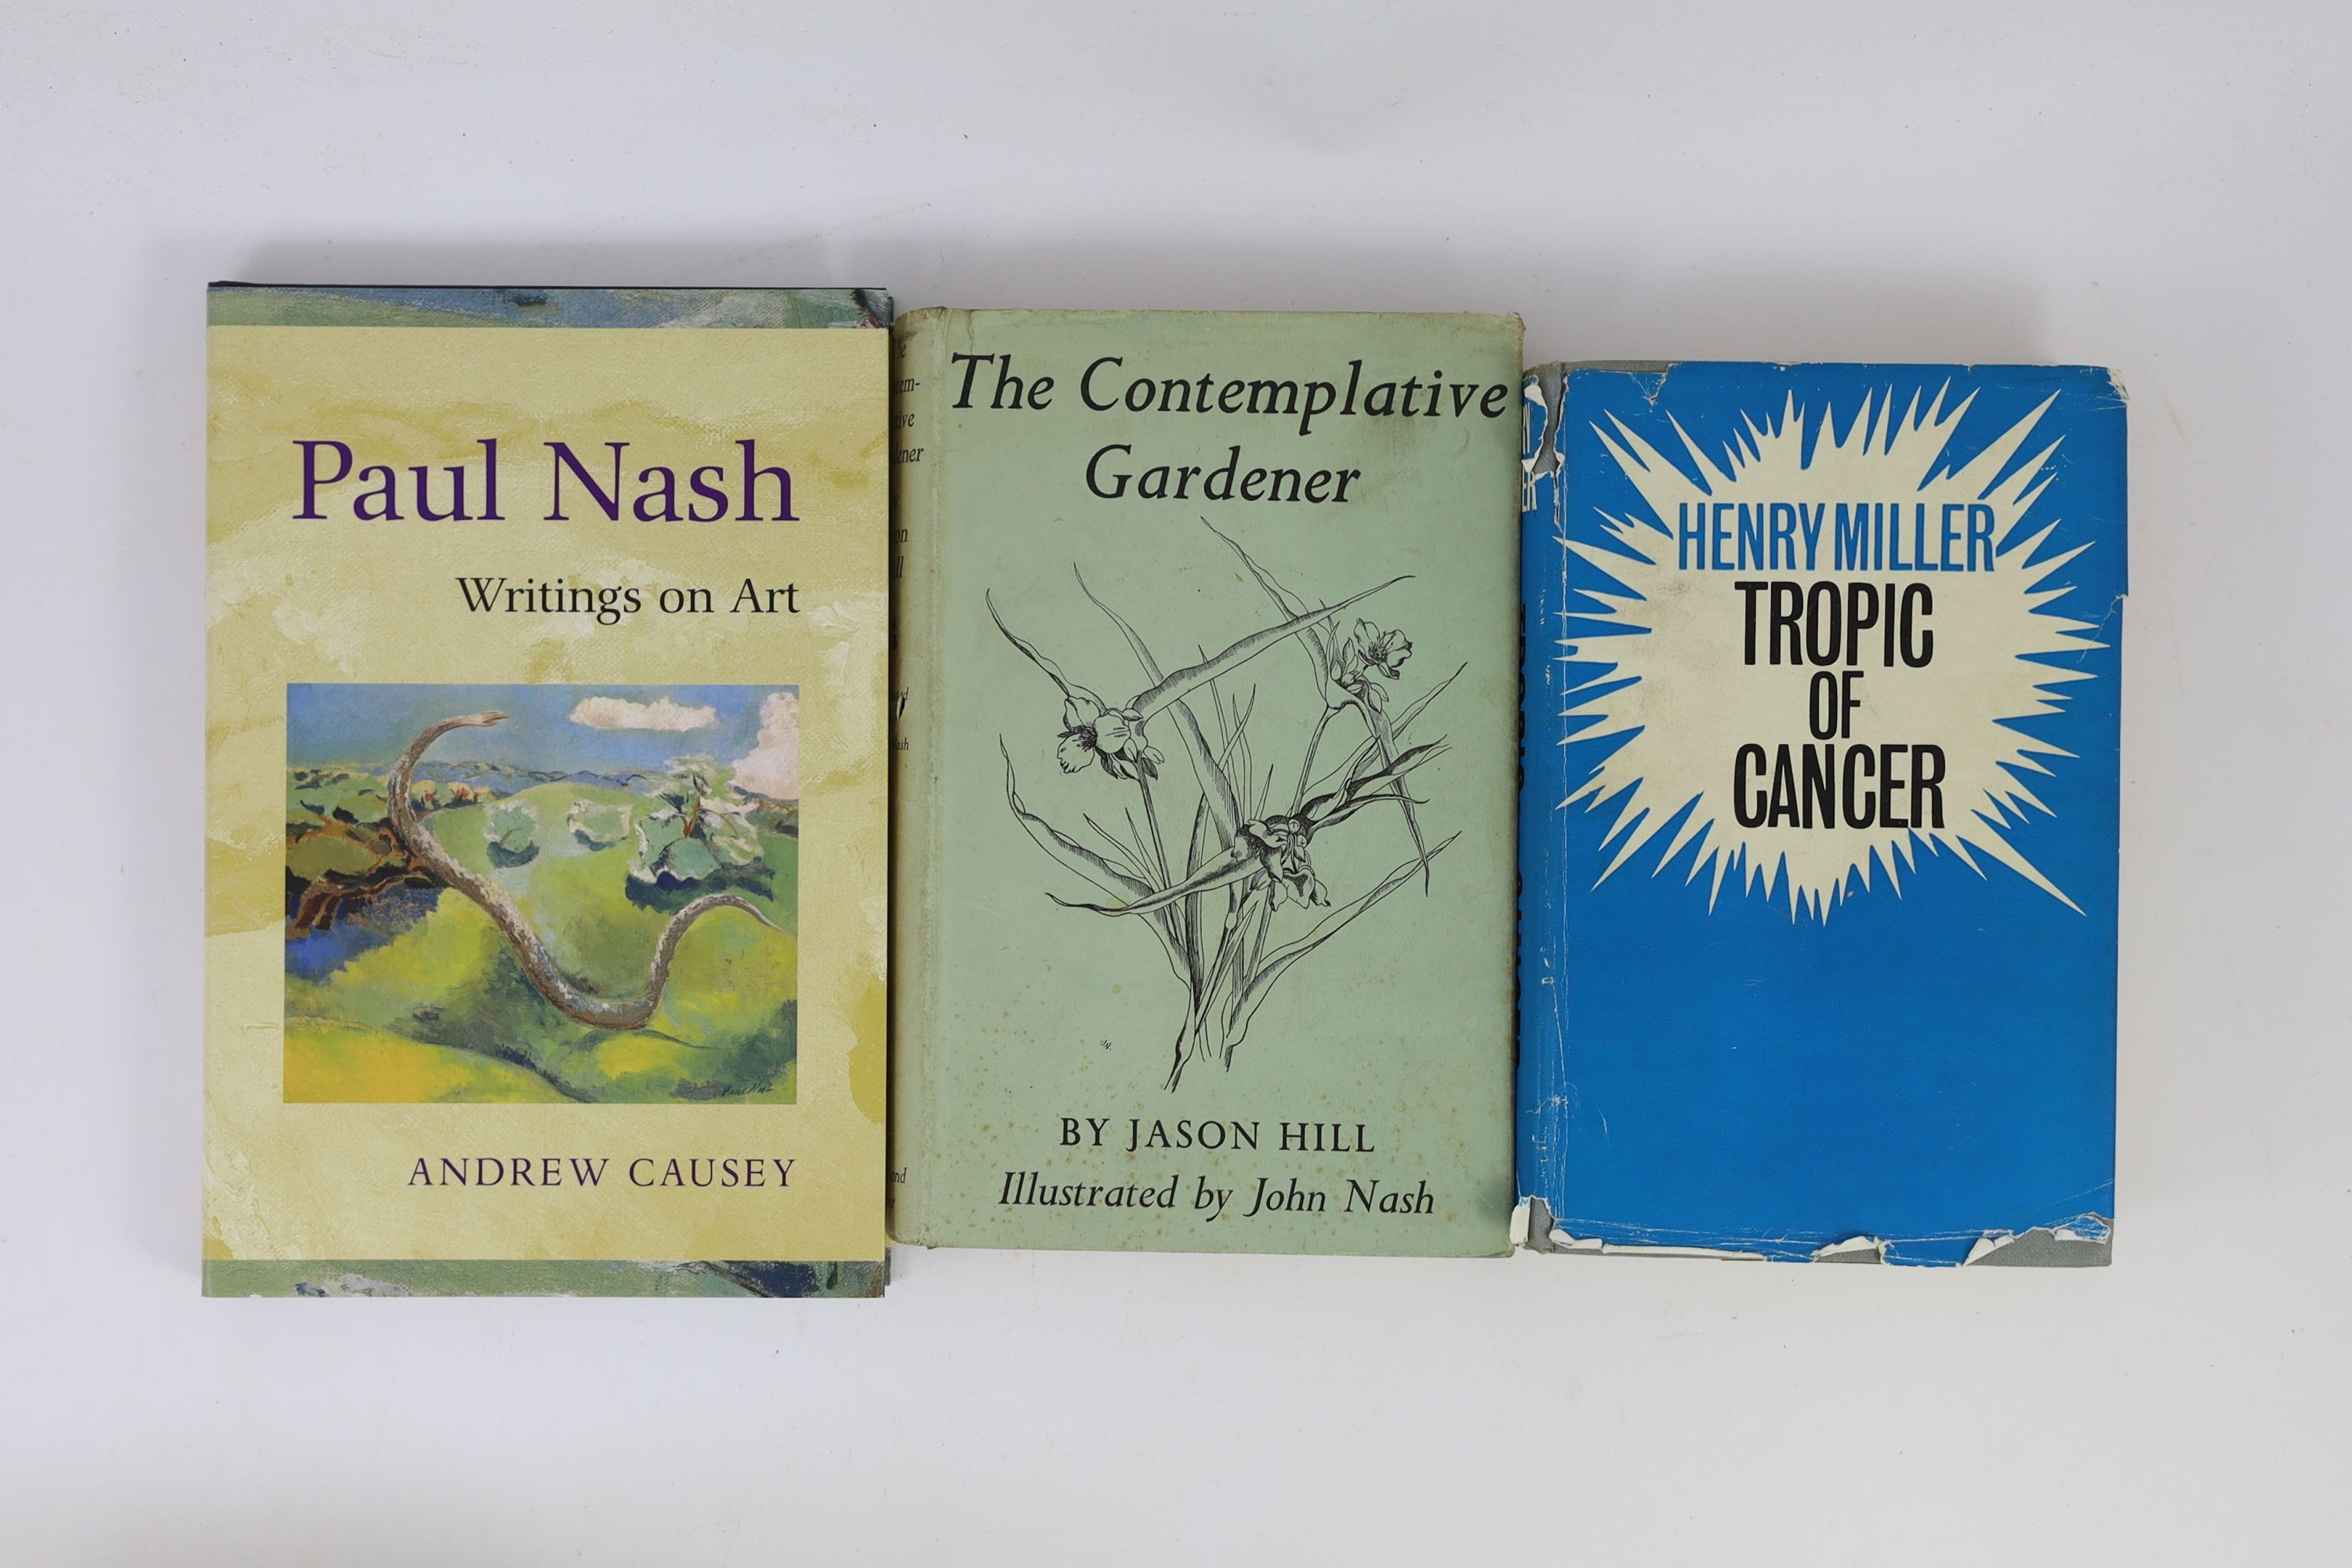 Paul Nash
Writings on Art
ANDREW CAUSEY
The Contemplative
Gardener
BY JASON HILL
Illustrated by John Nash
HENRY MILLER
TROPIC
OF
CANCER